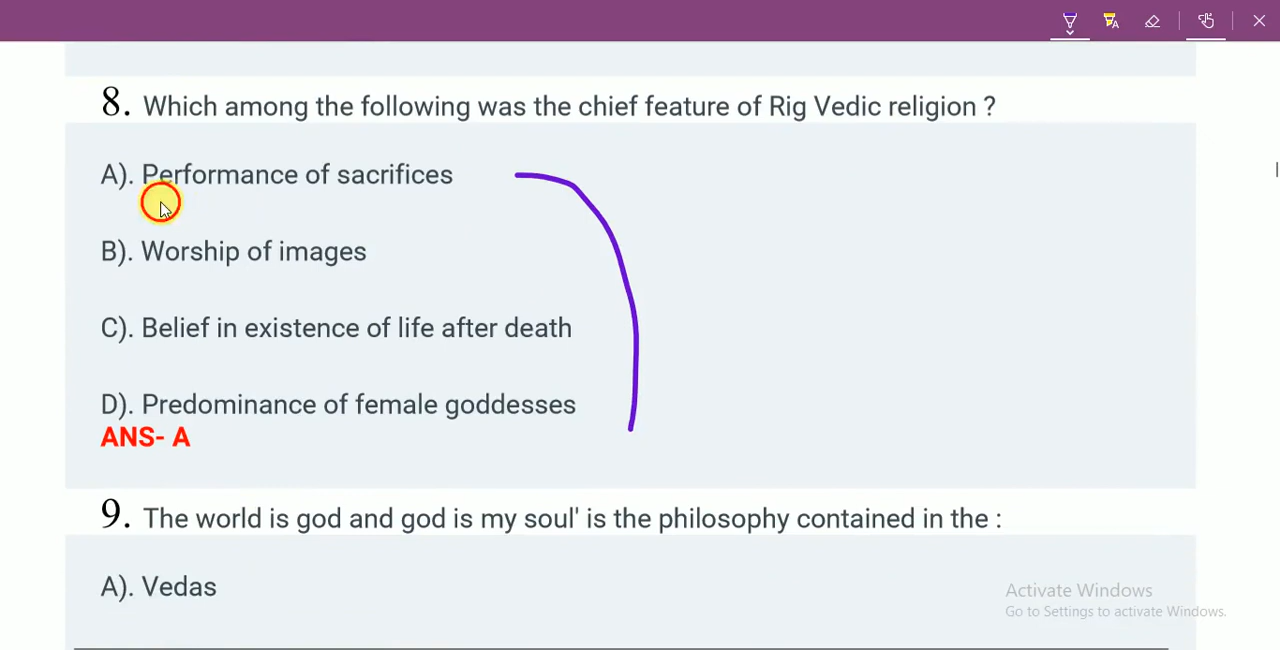 8. Which among the following was the chief feature of Rig Vedic religion ?
A). Performance of sacrifices
B). Worship of images
C). Belief in existence of life after death
D). Predominance of female goddesses
ANS- A
9. The world is god and god is my soul' is the philosophy contained in the :
A). Vedas
Activate Windows
Go to Settings to activate Windows.